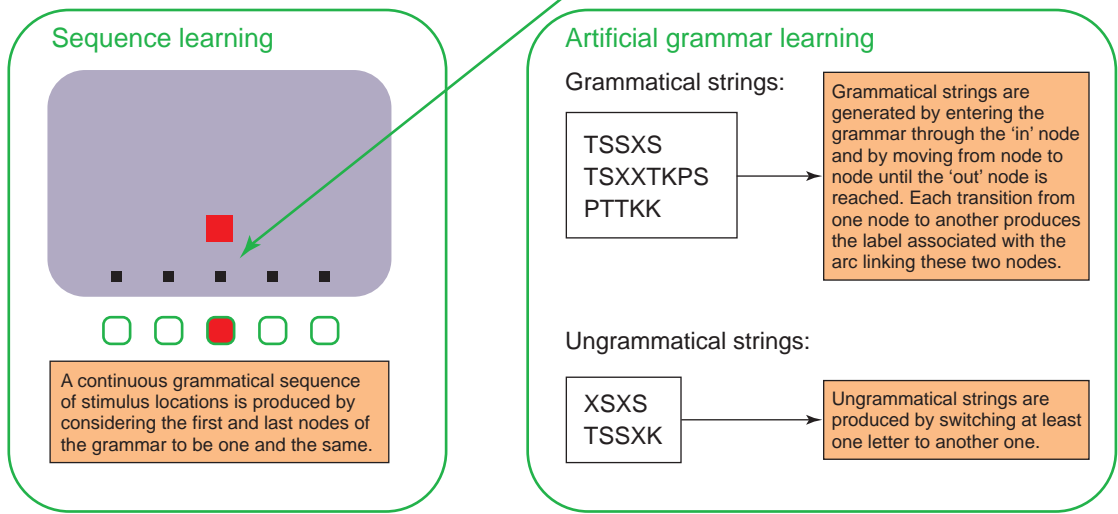 Sequence learning
A continuous grammatical sequence
of stimulus locations is produced by
considering the first and last nodes of
the grammar to be one and the same.
Artificial grammar learning
Grammatical strings:
TSSXS
TSXXTKPS
PTTKK
Grammatical strings are
generated by entering the
grammar through the ‘in’ node
and by moving from node to
node until the ‘out’ node is
reached. Each transition from
one node to another produces
the label associated with the
arc linking these two nodes.
Ungrammatical strings:
XSXS
TSSXK
Ungrammatical strings are
produced by switching at least
one letter to another one.